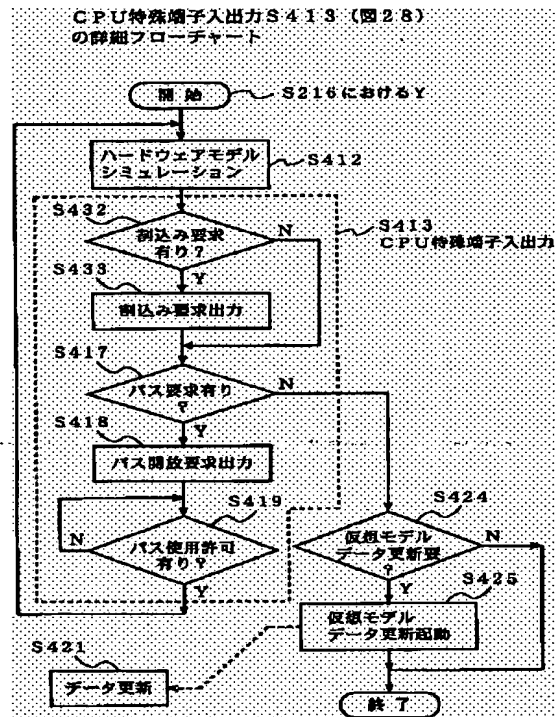 CPU特殊端子入出力S413(図28)
の詳細フローチャート
開始
S216におけるY
ハードウェアモデル
シミュレーション
S412
S432
割込み要求
有り?
N
Y
S413
CPU特殊端子入出力
S433
割込み要求出力
S417
バス要求有り
?
N
Y
S418
バス開放要求出力
S419
バス使用許可
有り?
N
Y
S424
仮想モデル
データ更新要
?
N
Y
S425
仮想モデル
データ更新起動
S421
データ更新
終了